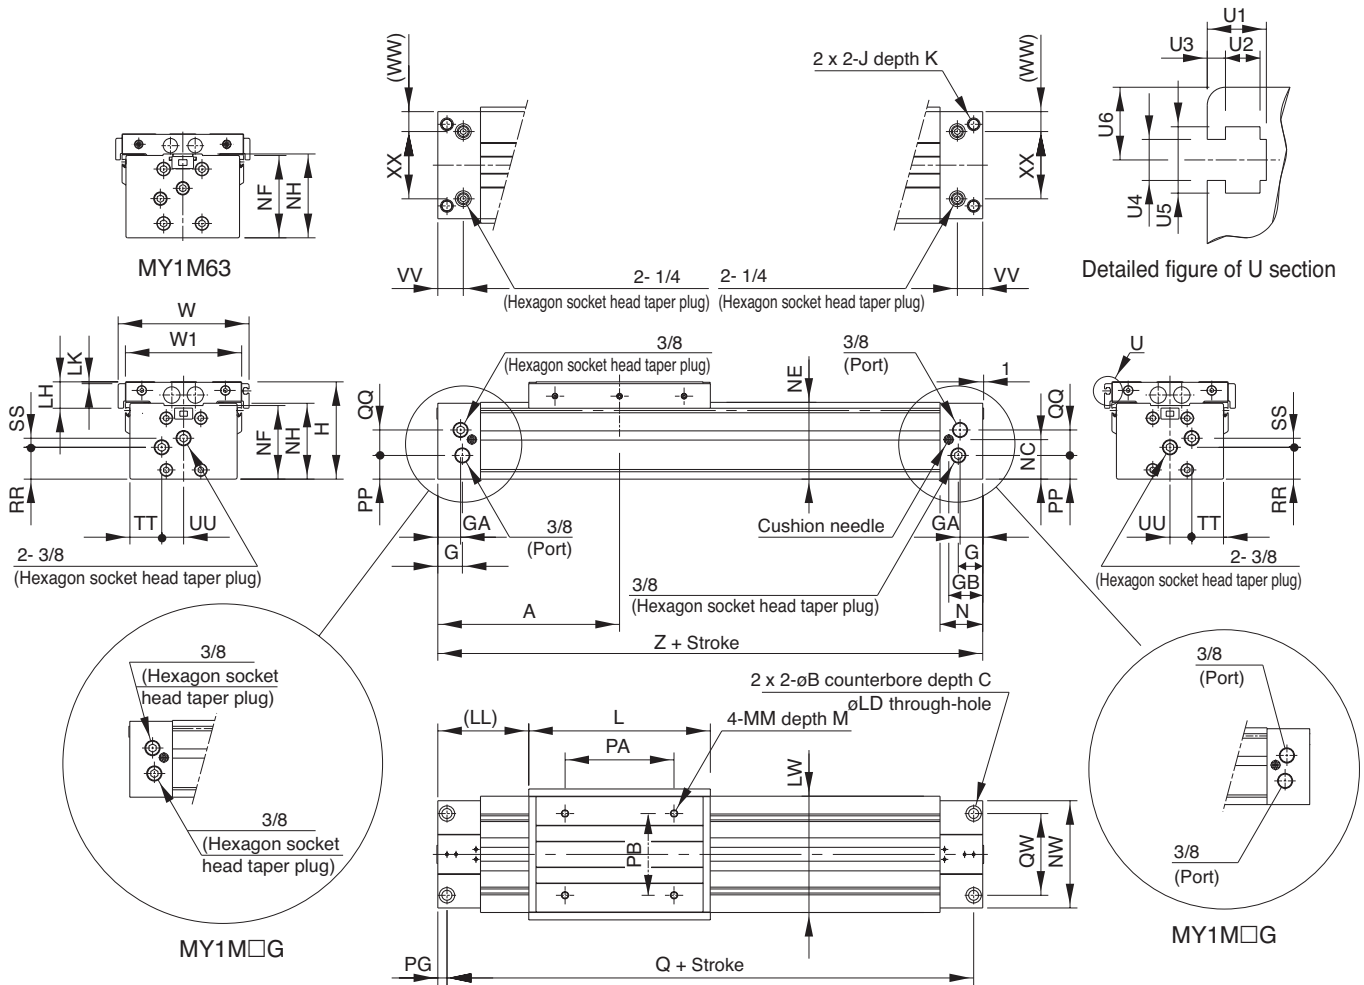 U1
U3
U2
(WW)
2 x 2-J depth K
(WW)
U6
XX
XX
U4
U5
NF
NH
MY1M63
VV
2- 1/4
(Hexagon socket head taper plug)
2- 1/4
(Hexagon socket head taper plug)
VV
Detailed figure of U section
W
W1
LK
LH
SS
RR
NF
NH
H
TT
UU
2- 3/8
(Hexagon socket head taper plug)
3/8
(Hexagon socket head taper plug)
3/8
(Port)
NE
1
QQ
PP
QQ
NC
PP
GA
G
3/8
(Port)
Cushion needle
GA
G
GB
N
3/8
(Hexagon socket head taper plug)
A
Z + Stroke
U
SS
RR
UU
TT
2- 3/8
(Hexagon socket head taper plug)
3/8
(Hexagon socket
head taper plug)
3/8
(Hexagon socket
head taper plug)
MY1M□G
2 x 2-øB counterbore depth C
øLD through-hole
(LL)
L
4-MM depth M
PA
LW
PB
QW
NW
PG
Q + Stroke
3/8
(Port)
3/8
(Port)
MY1M□G